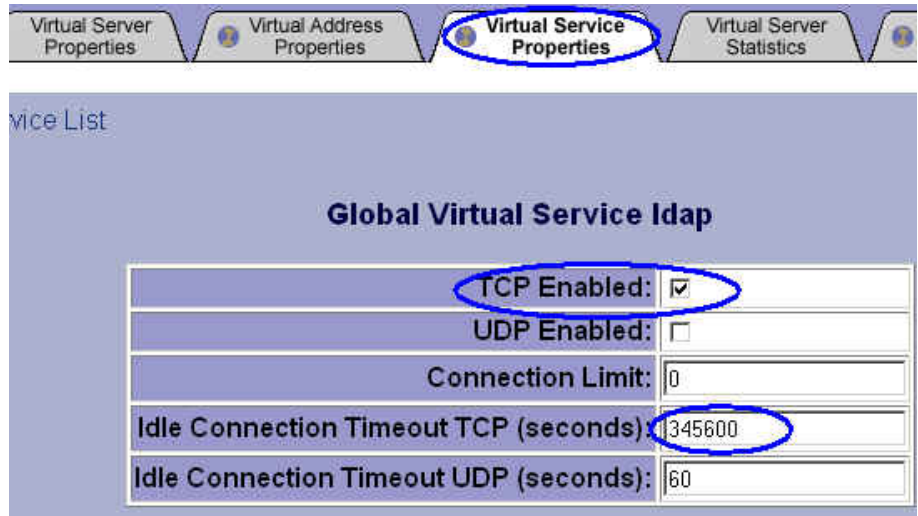 Virtual Server
Properties
Virtual Address
Properties
Virtual Service
Properties
Virtual Server
Statistics
vice List
Global Virtual Service ldap
TCP Enabled:
UDP Enabled:
Connection Limit: 0
Idle Connection Timeout TCP (seconds): 345600
Idle Connection Timeout UDP (seconds): 60